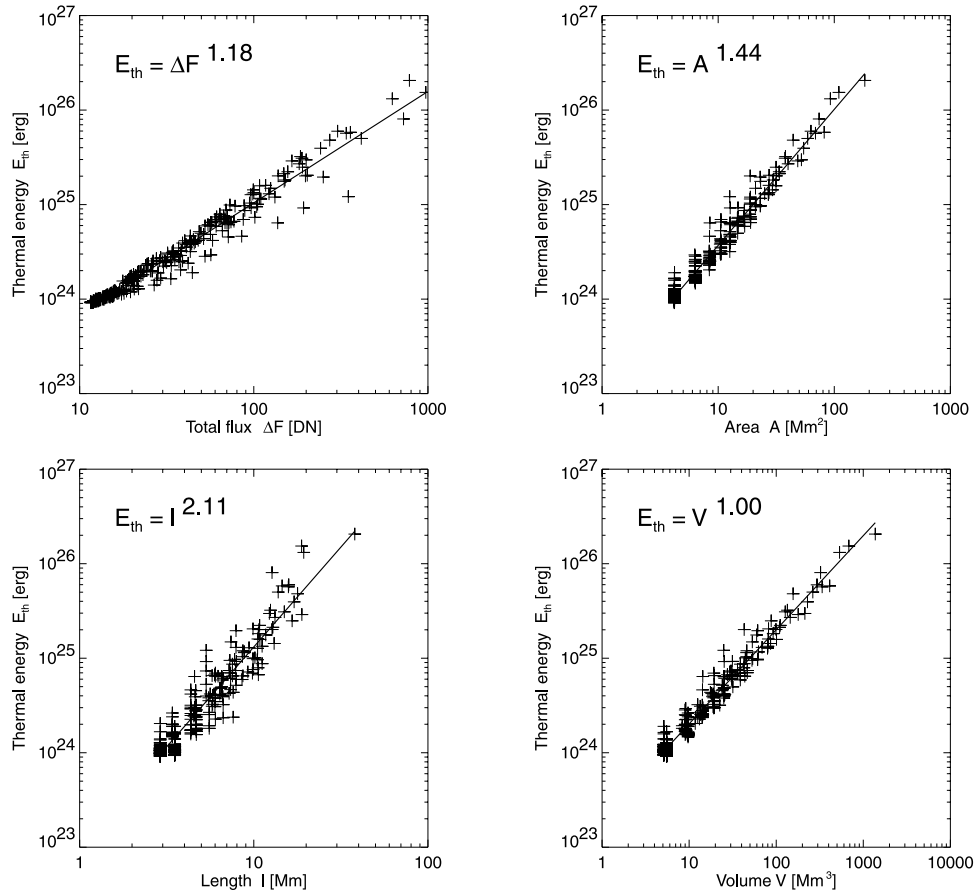 E_th = ΔF^1.18
Thermal energy E_th [erg]
10^27
10^26
10^25
10^24
10^23
10 100 1000
Total flux ΔF [DN]
E_th = A^1.44
Thermal energy E_th [erg]
10^27
10^26
10^25
10^24
10^23
1 10 100 1000
Area A [Mm^2]
E_th = l^2.11
Thermal energy E_th [erg]
10^27
10^26
10^25
10^24
10^23
1 10 100
Length l [Mm]
E_th = V^1.00
Thermal energy E_th [erg]
10^27
10^26
10^25
10^24
10^23
1 10 100 1000 10000
Volume V [Mm^3]